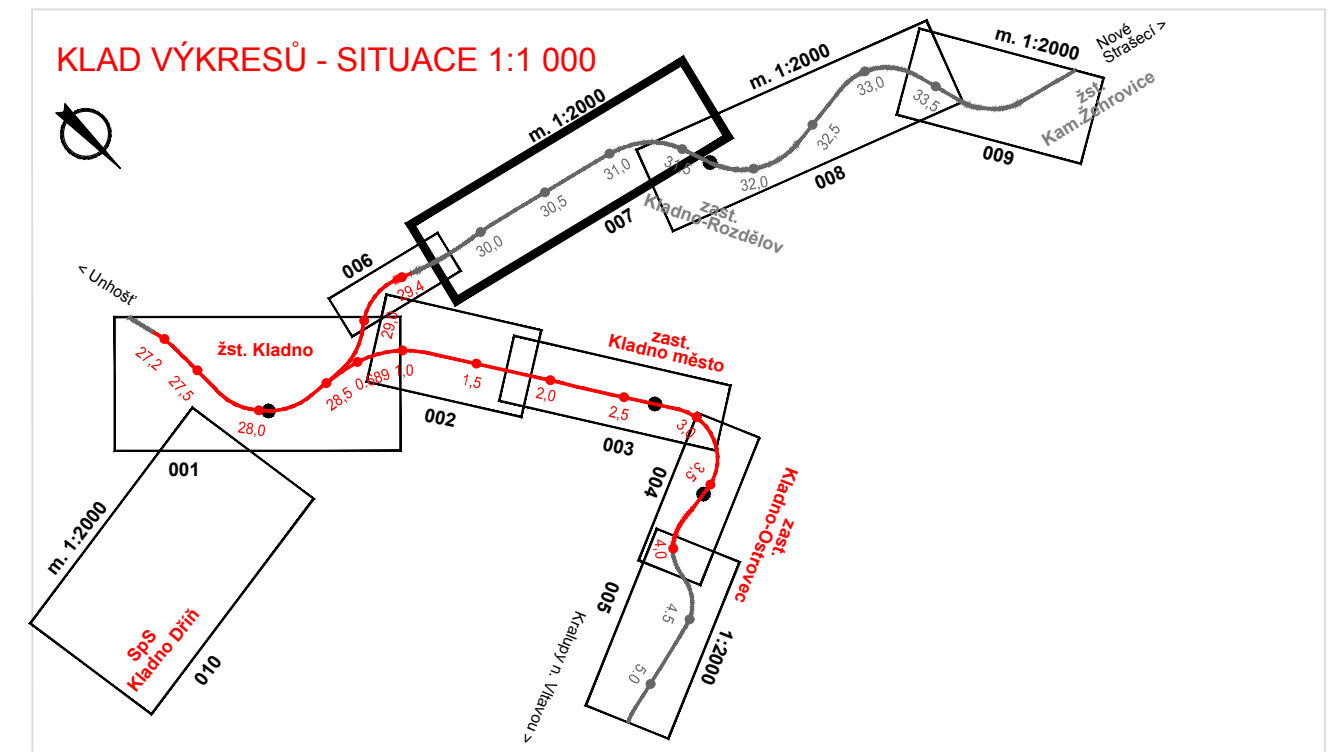 KLAD VÝKRESŮ - SITUACE 1:1 000
m. 1:2000
m. 1:2000
m. 1:2000
Nové
Strašecí >
žst.
Kam.Ženrovice
33,0
33,5
32,5
32,0
31,5
31,0
30,5
30,0
009
008
007
zast.
Kladno-Rozdělov
006
29,4
29,0
< Unhošť
žst. Kladno
27,2
27,5
28,0
28,5
0,689
1,0
1,5
2,0
2,5
3,0
zast.
Kladno město
001
002
003
004
3,5
4,0
zast.
Kladno-Ostrovec
005
4,5
5,0
1:2000
Kralupy n. Vltavou >
m. 1:2000
SpS
Kladno Dříň
010